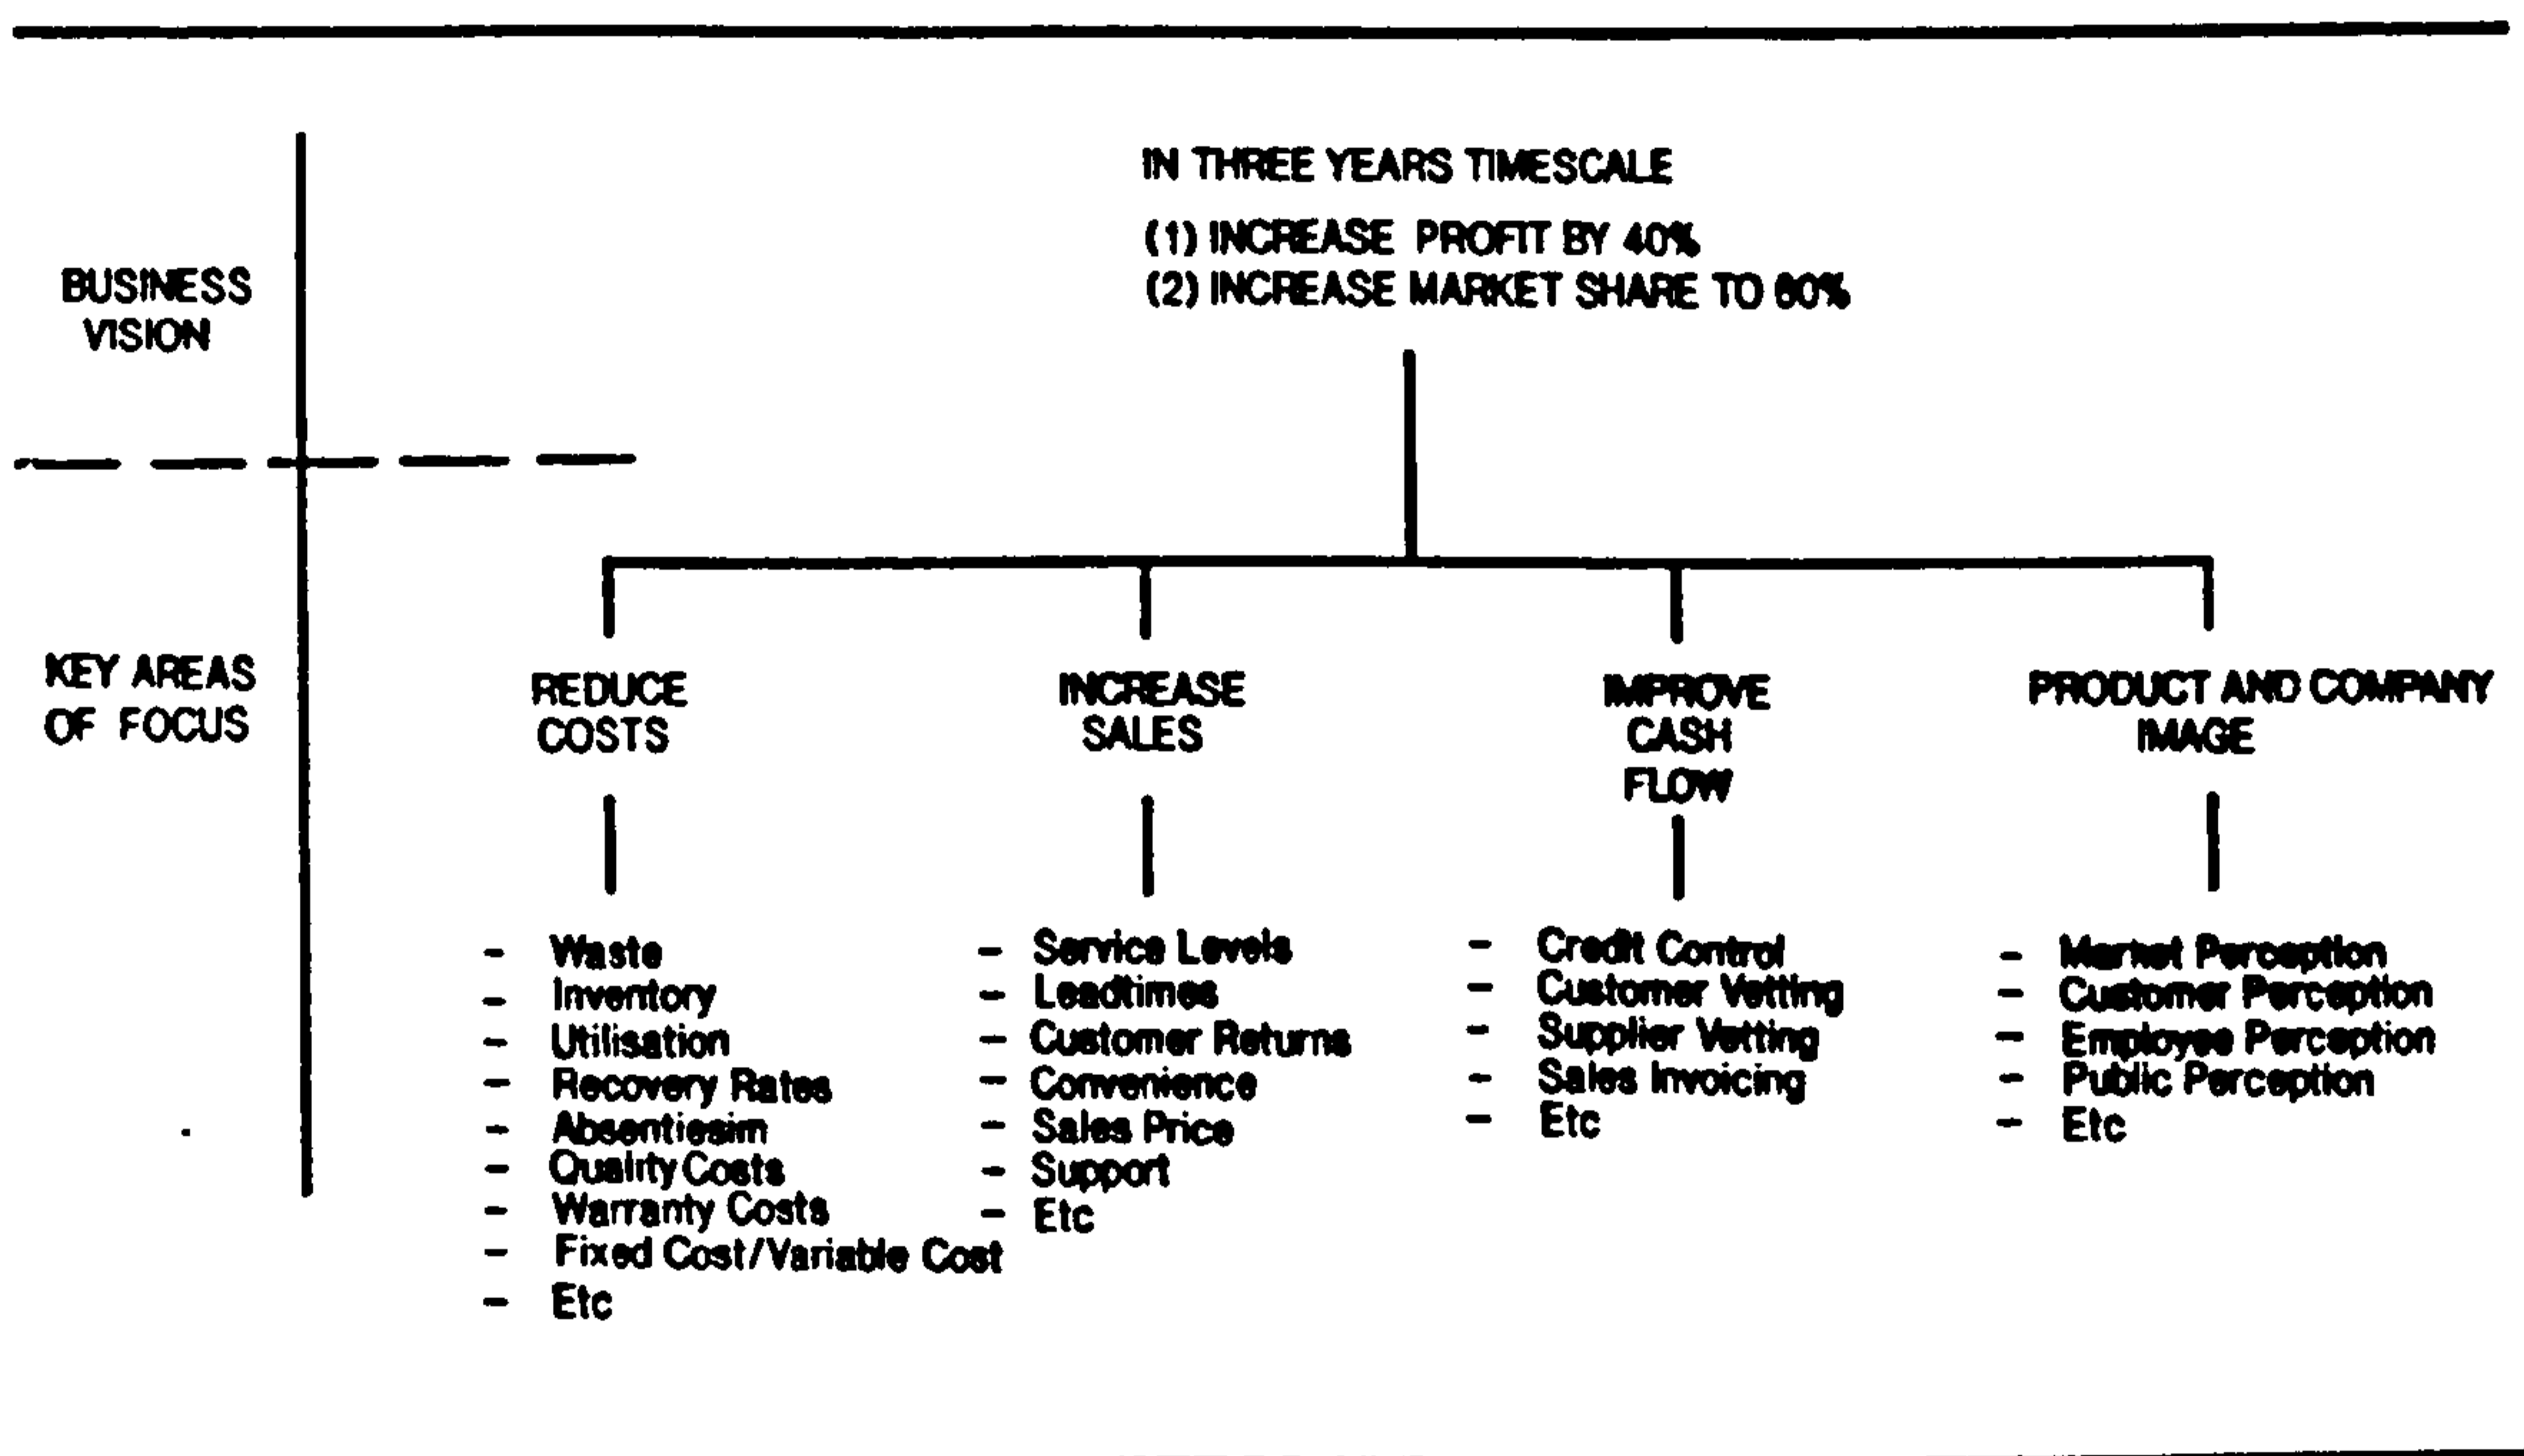 BUSINESS
VISION
IN THREE YEARS TIMESCALE
(1) INCREASE PROFIT BY 40%
(2) INCREASE MARKET SHARE TO
KEY AREAS
OF FOCUS
REDUCE
COSTS
- Waste
- Inventory
- Utilisation
- Recovery Rates
- Absentiesim
- Quality Costs
- Warranty Costs
- Fixed Cost/Variable Cost
- Etc
INCREASE
SALES
- Service Levels
- Leadtimes
- Customer Returns
- Convenience
- Sales Price
- Support
- Etc
IMPROVE
CASH
FLOW
- Credit Control
- Customer Vetting
- Supplier Vetting
- Sales Invoicing
- Etc
PRODUCT AND COMPANY
IMAGE
- Market Perception
- Customer Perception
- Employee Perception
- Public Perception
- Etc